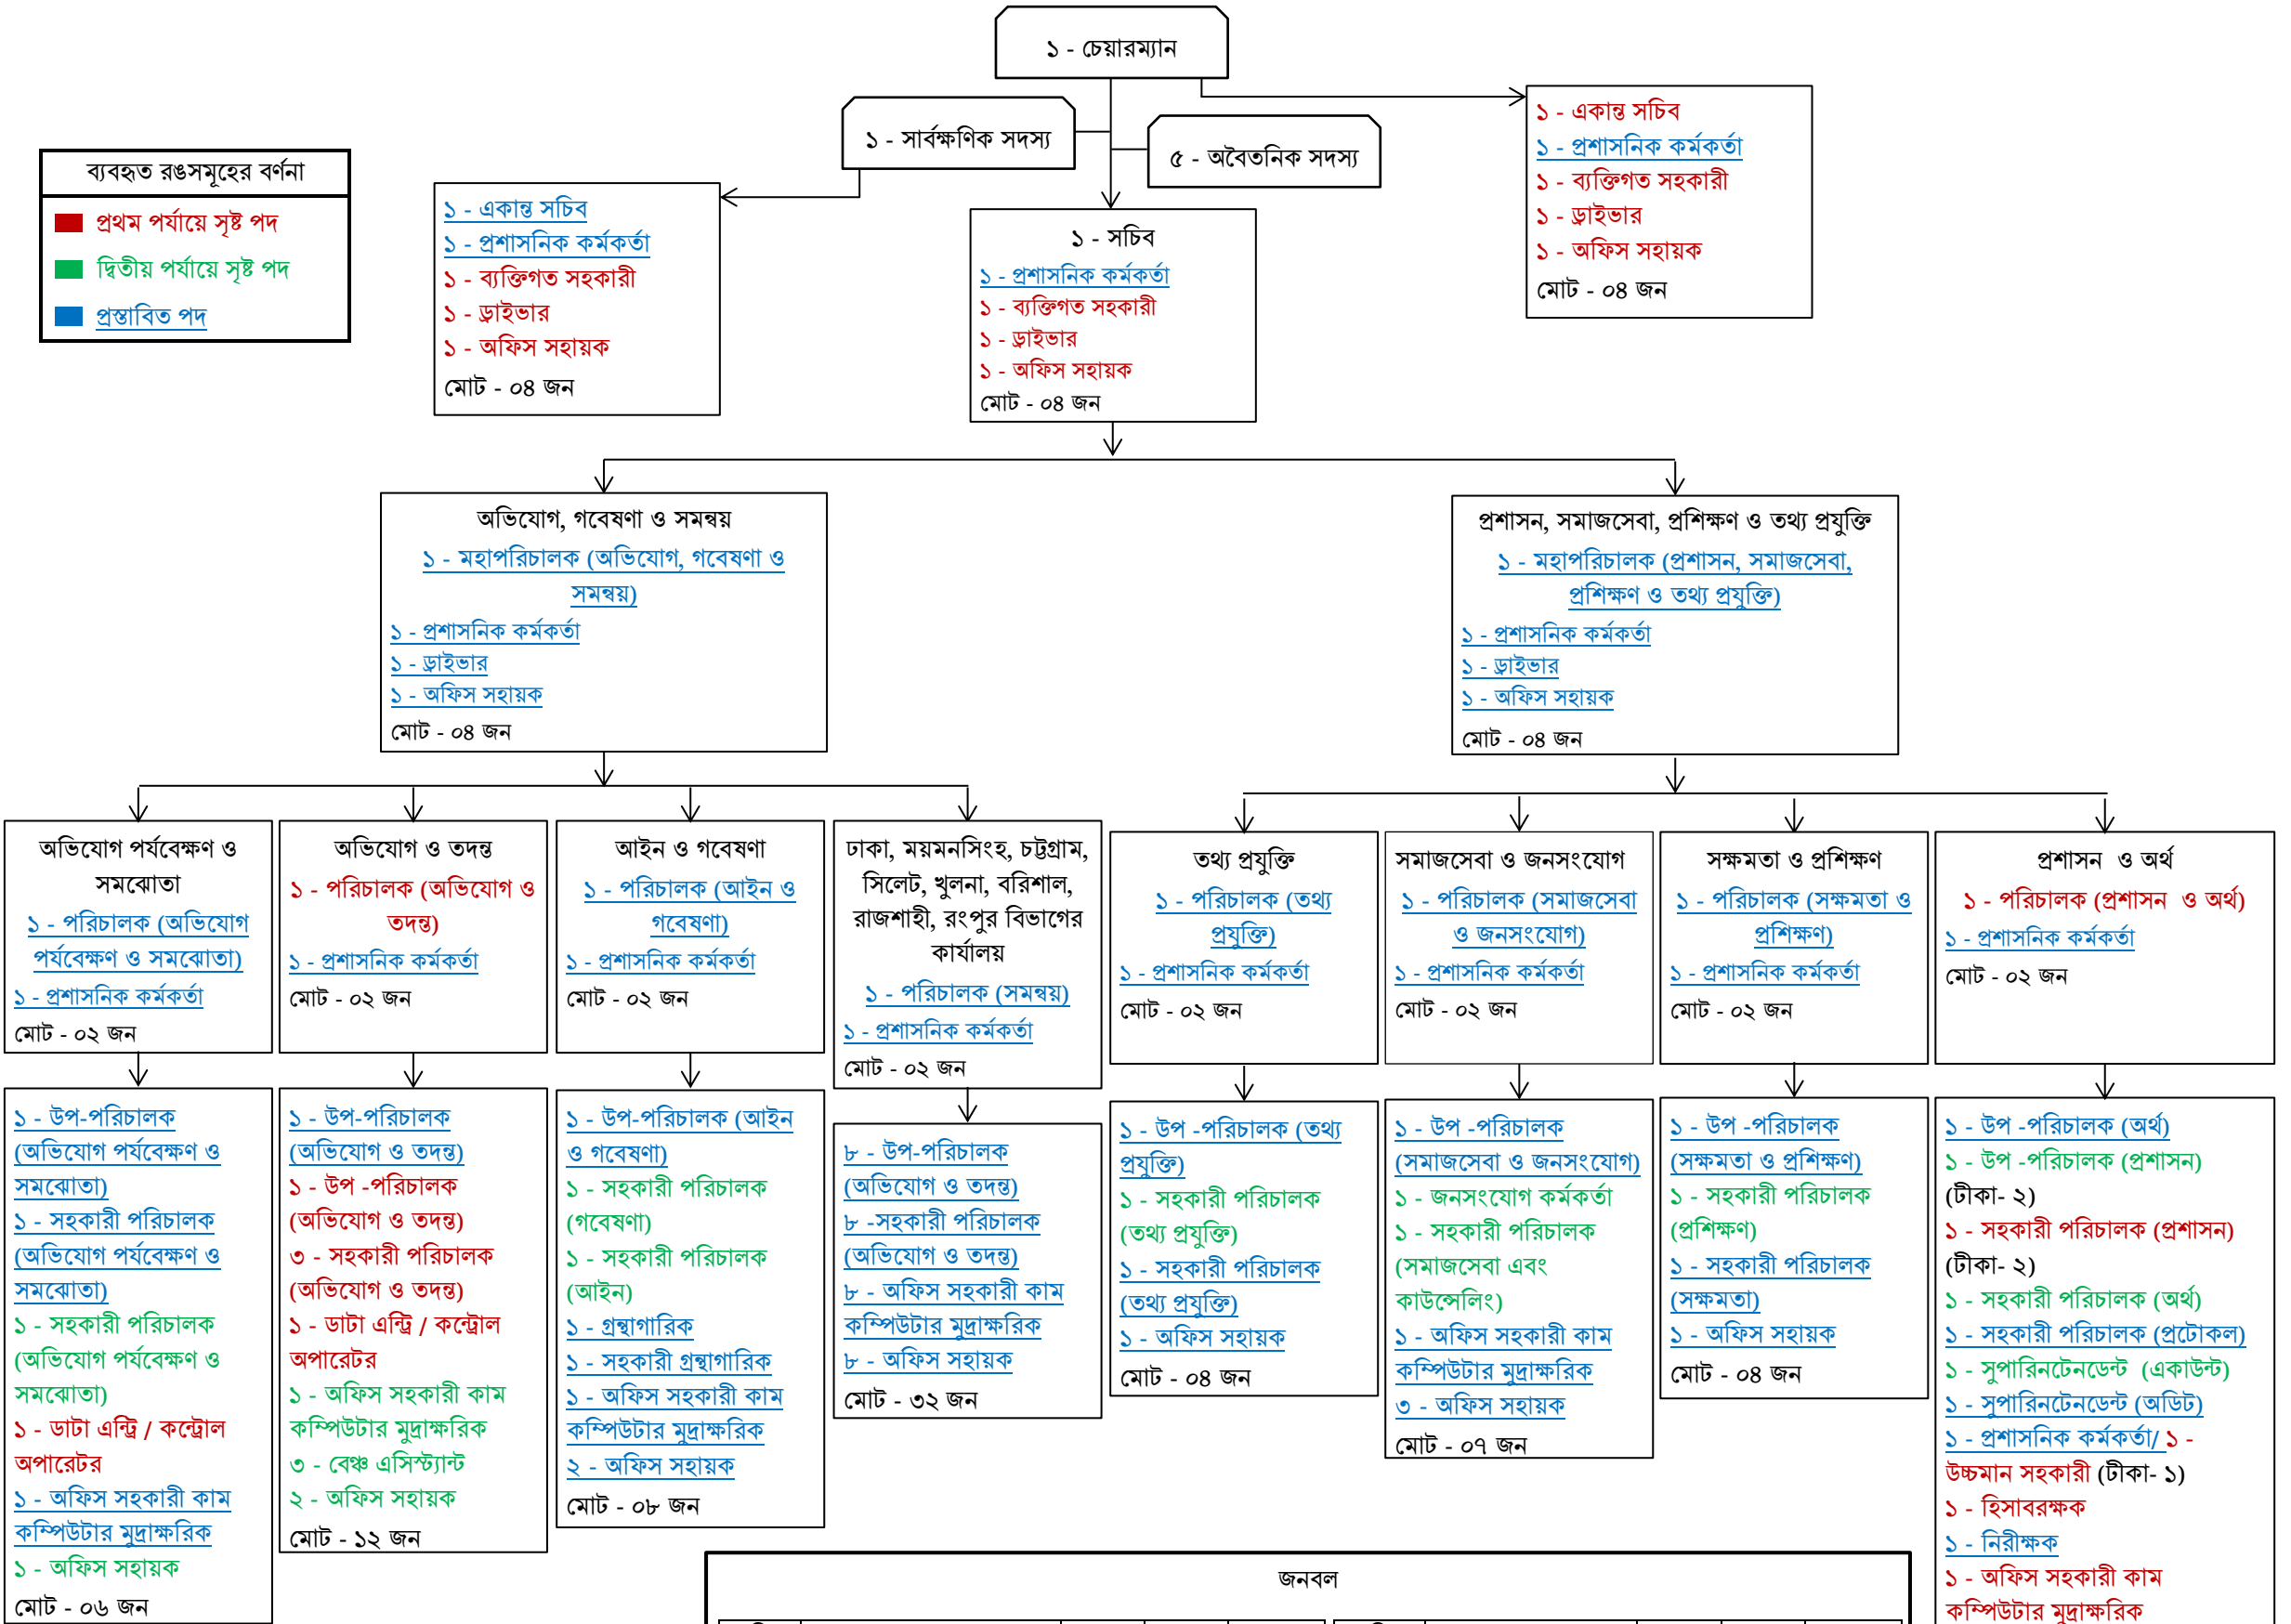 ১ - চেয়ারম্যান
১ - সার্বক্ষণিক সদস্য
৫ - অবৈতনিক সদস্য
১ - একান্ত সচিব
১ - প্রশাসনিক কর্মকর্তা
১ - ব্যক্তিগত সহকারী
১ - ড্রাইভার
১ - অফিস সহায়ক
মোট - ০৪ জন
ব্যবহৃত রঙসমূহের বর্ণনা
প্রথম পর্যায়ে সৃষ্ট পদ
দ্বিতীয় পর্যায়ে সৃষ্ট পদ
প্রস্তাবিত পদ
১ - একান্ত সচিব
১ - প্রশাসনিক কর্মকর্তা
১ - ব্যক্তিগত সহকারী
১ - ড্রাইভার
১ - অফিস সহায়ক
মোট - ০৪ জন
১ - সচিব
১ - প্রশাসনিক কর্মকর্তা
১ - ব্যক্তিগত সহকারী
১ - ড্রাইভার
১ - অফিস সহায়ক
মোট - ০৪ জন
অভিযোগ, গবেষণা ও সমন্বয়
১ - মহাপরিচালক (অভিযোগ, গবেষণা ও
সমন্বয়)
১ - প্রশাসনিক কর্মকর্তা
১ - ড্রাইভার
১ - অফিস সহায়ক
মোট - ০৪ জন
প্রশাসন, সমাজসেবা, প্রশিক্ষণ ও তথ্য প্রযুক্তি
১ - মহাপরিচালক (প্রশাসন, সমাজসেবা,
প্রশিক্ষণ ও তথ্য প্রযুক্তি)
১ - প্রশাসনিক কর্মকর্তা
১ - ড্রাইভার
১ - অফিস সহায়ক
মোট - ০৪ জন
অভিযোগ পর্যবেক্ষণ ও
সমঝোতা
১ - পরিচালক (অভিযোগ
পর্যবেক্ষণ ও সমঝোতা)
১ - প্রশাসনিক কর্মকর্তা
মোট - ০২ জন
অভিযোগ ও তদন্ত
১ - পরিচালক (অভিযোগ ও
তদন্ত)
১ - প্রশাসনিক কর্মকর্তা
মোট - ০২ জন
আইন ও গবেষণা
১ - পরিচালক (আইন ও
গবেষণা)
১ - প্রশাসনিক কর্মকর্তা
মোট - ০২ জন
ঢাকা, ময়মনসিংহ, চট্টগ্রাম,
সিলেট, খুলনা, বরিশাল,
রাজশাহী, রংপুর বিভাগের
কার্যালয়
১ - পরিচালক (সমন্বয়)
১ - প্রশাসনিক কর্মকর্তা
মোট - ০২ জন
তথ্য প্রযুক্তি
১ - পরিচালক (তথ্য
প্রযুক্তি)
১ - প্রশাসনিক কর্মকর্তা
মোট - ০২ জন
সমাজসেবা ও জনসংযোগ
১ - পরিচালক (সমাজসেবা
ও জনসংযোগ)
১ - প্রশাসনিক কর্মকর্তা
মোট - ০২ জন
সক্ষমতা ও প্রশিক্ষণ
১ - পরিচালক (সক্ষমতা ও
প্রশিক্ষণ)
১ - প্রশাসনিক কর্মকর্তা
মোট - ০২ জন
প্রশাসন ও অর্থ
১ - পরিচালক (প্রশাসন ও অর্থ)
১ - প্রশাসনিক কর্মকর্তা
মোট - ০২ জন
১ - উপ-পরিচালক
(অভিযোগ পর্যবেক্ষণ ও
সমঝোতা)
১ - সহকারী পরিচালক
(অভিযোগ পর্যবেক্ষণ ও
সমঝোতা)
১ - সহকারী পরিচালক
(অভিযোগ পর্যবেক্ষণ ও
সমঝোতা)
১ - ডাটা এন্ট্রি / কন্ট্রোল
অপারেটর
১ - অফিস সহকারী কাম
কম্পিউটার মুদ্রাক্ষরিক
১ - অফিস সহায়ক
মোট - ০৬ জন
১ - উপ-পরিচালক
(অভিযোগ ও তদন্ত)
১ - উপ -পরিচালক
(অভিযোগ ও তদন্ত)
৩ - সহকারী পরিচালক
(অভিযোগ ও তদন্ত)
১ - ডাটা এন্ট্রি / কন্ট্রোল
অপারেটর
১ - অফিস সহকারী কাম
কম্পিউটার মুদ্রাক্ষরিক
৩ - বেঞ্চ এসিস্ট্যান্ট
২ - অফিস সহায়ক
মোট - ১২ জন
১ - উপ-পরিচালক (আইন
ও গবেষণা)
১ - সহকারী পরিচালক
(গবেষণা)
১ - সহকারী পরিচালক
(আইন)
১ - গ্রন্থাগারিক
১ - সহকারী গ্রন্থাগারিক
১ - অফিস সহকারী কাম
কম্পিউটার মুদ্রাক্ষরিক
২ - অফিস সহায়ক
মোট - ০৮ জন
৮ - উপ-পরিচালক
(অভিযোগ ও তদন্ত)
৮ -সহকারী পরিচালক
(অভিযোগ ও তদন্ত)
৮ - অফিস সহকারী কাম
কম্পিউটার মুদ্রাক্ষরিক
৮ - অফিস সহায়ক
মোট - ৩২ জন
১ - উপ -পরিচালক (তথ্য
প্রযুক্তি)
১ - সহকারী পরিচালক
(তথ্য প্রযুক্তি)
১ - সহকারী পরিচালক
(তথ্য প্রযুক্তি)
১ - অফিস সহায়ক
মোট - ০৪ জন
১ - উপ -পরিচালক
(সমাজসেবা ও জনসংযোগ)
১ - জনসংযোগ কর্মকর্তা
১ - সহকারী পরিচালক
(সমাজসেবা এবং
কাউন্সেলিং)
১ - অফিস সহকারী কাম
কম্পিউটার মুদ্রাক্ষরিক
৩ - অফিস সহায়ক
মোট - ০৭ জন
১ - উপ -পরিচালক
(সক্ষমতা ও প্রশিক্ষণ)
১ - সহকারী পরিচালক
(প্রশিক্ষণ)
১ - সহকারী পরিচালক
(সক্ষমতা)
১ - অফিস সহায়ক
মোট - ০৪ জন
১ - উপ -পরিচালক (অর্থ)
১ - উপ -পরিচালক (প্রশাসন)
(টীকা- ২)
১ - সহকারী পরিচালক (প্রশাসন)
(টীকা- ২)
১ - সহকারী পরিচালক (অর্থ)
১ - সহকারী পরিচালক (প্রটোকল)
১ - সুপারিনটেনডেন্ট (একাউন্ট)
১ - সুপারিনটেনডেন্ট (অডিট)
১ - প্রশাসনিক কর্মকর্তা/ ১ -
উচ্চমান সহকারী (টীকা- ১)
১ - হিসাবরক্ষক
১ - নিরীক্ষক
১ - অফিস সহকারী কাম
কম্পিউটার মুদ্রাক্ষরিক
জনবল